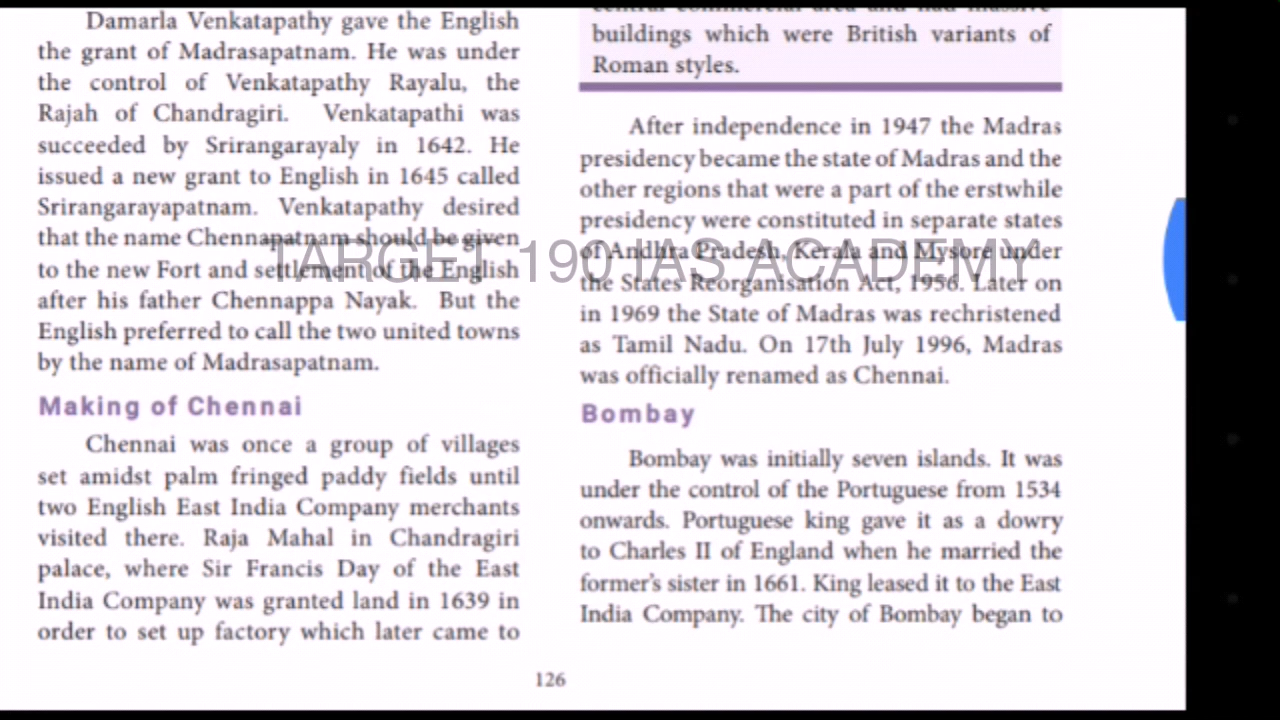 Damarla Venkatapathy gave the English
the grant of Madrasapatnam. He was under
the control of Venkatapathy Rayalu, the
Rajah of Chandragiri. Venkatapathi was
succeeded by Srirangarayaly in 1642. He
issued a new grant to English in 1645 called
Srirangarayapatnam. Venkatapathy desired
that the name Chennapatnam should be given
to the new Fort and settlement of the English
after his father Chennappa Nayak. But the
English preferred to call the two united towns
by the name of Madrasapatnam.
Making of Chennai
Chennai was once a group of villages
set amidst palm fringed paddy fields until
two English East India Company merchants
visited there. Raja Mahal in Chandragiri
palace, where Sir Francis Day of the East
India Company was granted land in 1639 in
order to set up factory which later came to
central commercial area and had massive
buildings which were British variants of
Roman styles.
After independence in 1947 the Madras
presidency became the state of Madras and the
other regions that were a part of the erstwhile
presidency were constituted in separate states
of Andhra Pradesh, Kerala and Mysore under
the States Reorganisation Act, 1956. Later on
in 1969 the State of Madras was rechristened
as Tamil Nadu. On 17th July 1996, Madras
was officially renamed as Chennai.
Bombay
Bombay was initially seven islands. It was
under the control of the Portuguese from 1534
onwards. Portuguese king gave it as a dowry
to Charles II of England when he married the
former's sister in 1661. King leased it to the East
India Company. The city of Bombay began to
126
TARGET 190 IAS ACADEMY